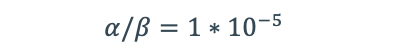 α/β = 1 * 10⁻⁵